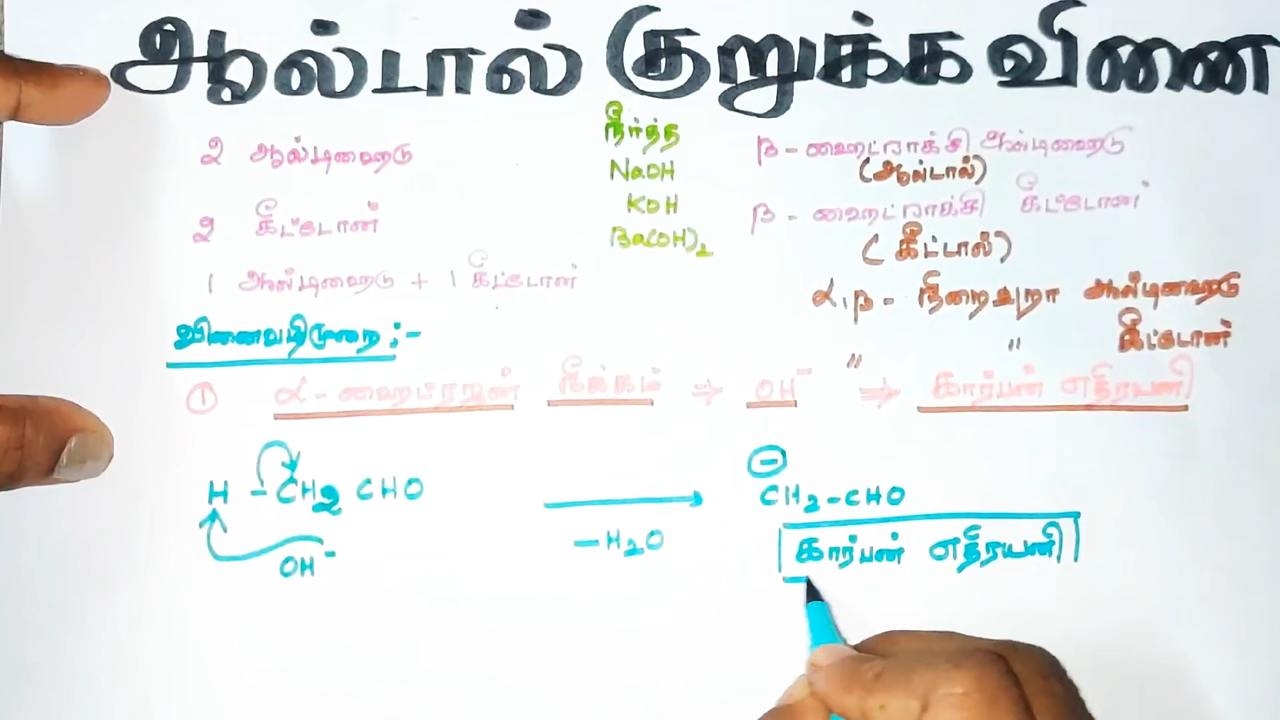 ஆல்டால் குறுக்க வினை
2 ஆல்டிஹைடு
நீர்த்த
NaOH
KOH
Ba(OH)2
β - ஹைட்ராக்சி ஆல்டிஹைடு
(ஆல்டால்)
2 கீட்டோன்
β - ஹைட்ராக்சி கீட்டோன்
(கீட்டால்)
1 ஆல்டிஹைடு + 1 கீட்டோன்
α, β - நிறைவுறா ஆல்டிஹைடு
" " கீட்டோன்
வினைவழிமுறை :-
① α - ஹைட்ரஜன் நீக்கம் ⇒ OH⁻ ⇒ கார்பன் எதிரயனி
H - CH2 CHO
OH⁻
-H2O
⊖
CH2-CHO
கார்பன் எதிரயனி